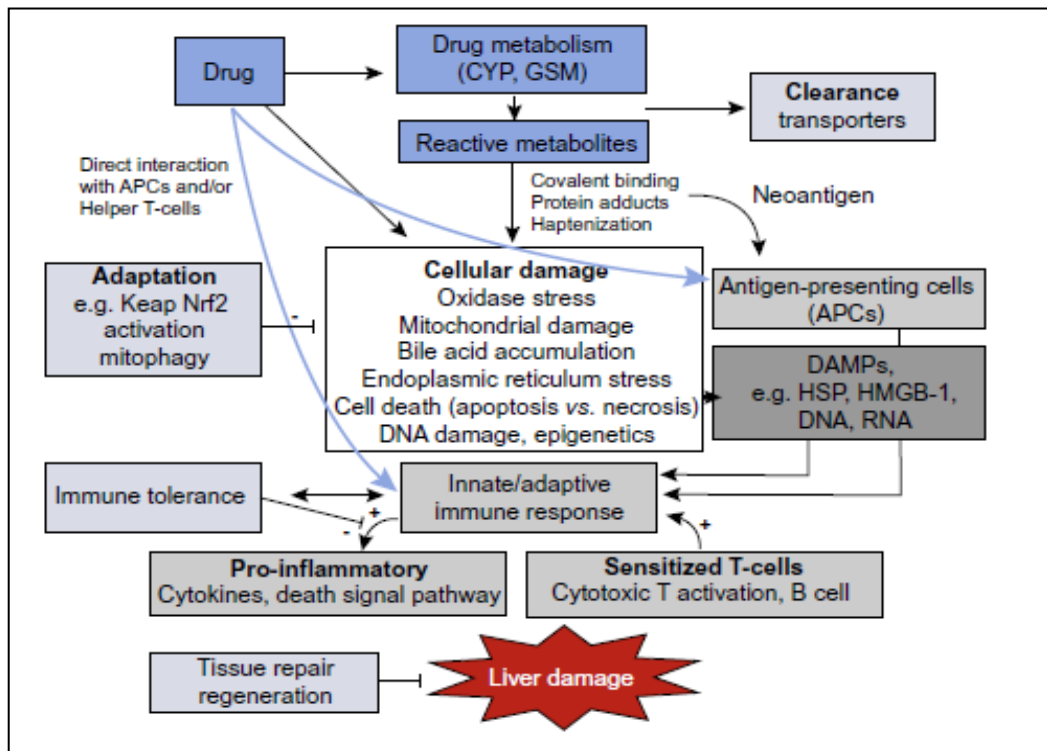 Drug
Drug metabolism
(CYP, GSM)
Clearance
transporters
Reactive metabolites
Direct interaction
with APCs and/or
Helper T-cells
Covalent binding
Protein adducts
Haptenization
Neoantigen
Adaptation
e.g. Keap Nrf2
activation
mitophagy
-
Cellular damage
Oxidase stress
Mitochondrial damage
Bile acid accumulation
Endoplasmic reticulum stress
Cell death (apoptosis vs. necrosis)
DNA damage, epigenetics
Antigen-presenting cells
(APCs)
DAMPs,
e.g. HSP, HMGB-1,
DNA, RNA
Immune tolerance
Innate/adaptive
immune response
+
-
+
Pro-inflammatory
Cytokines, death signal pathway
Sensitized T-cells
Cytotoxic T activation, B cell
Tissue repair
regeneration
Liver damage